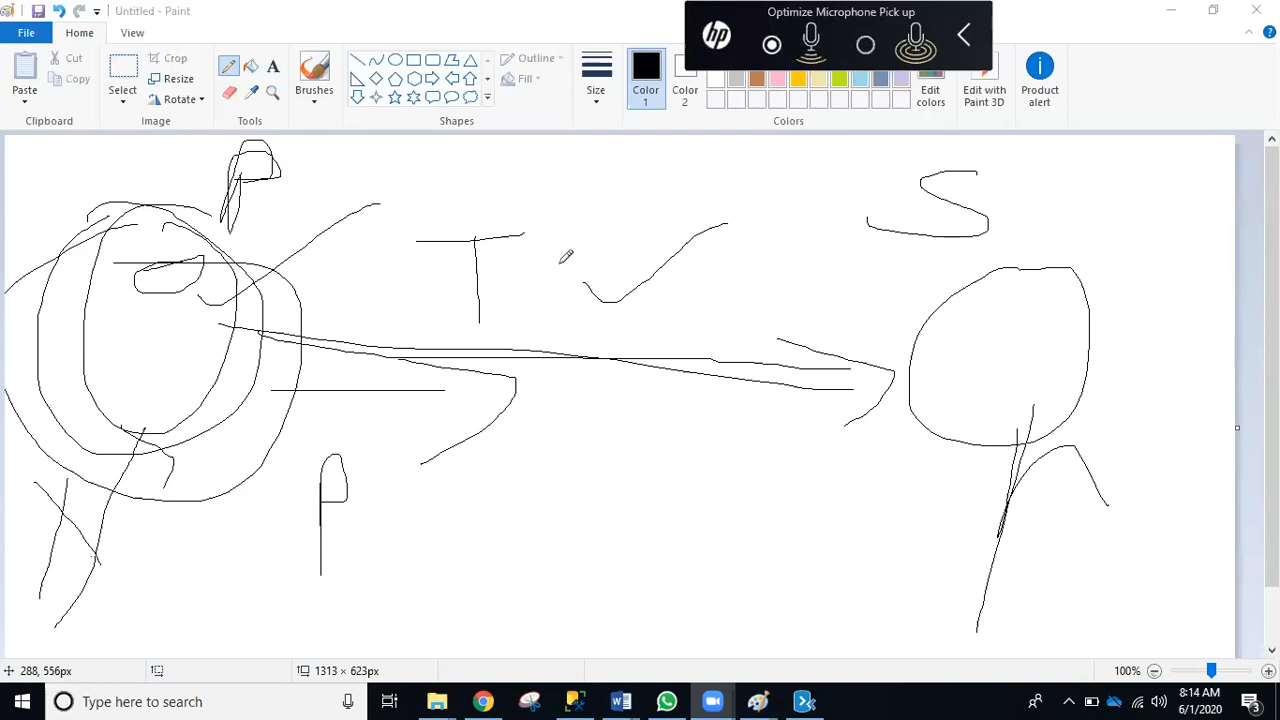 Untitled - Paint
File
Home
View
hp
Optimize Microphone Pick up
Paste
Cut
Copy
Clipboard
Select
Crop
Resize
Rotate
Image
A
Tools
Brushes
Outline
Fill
Shapes
Size
Color 1
Color 2
Edit colors
Colors
Edit with Paint 3D
Product alert
P
T
S
P
288, 556px
1313 × 623px
100%
Type here to search
8:14 AM
6/1/2020
3